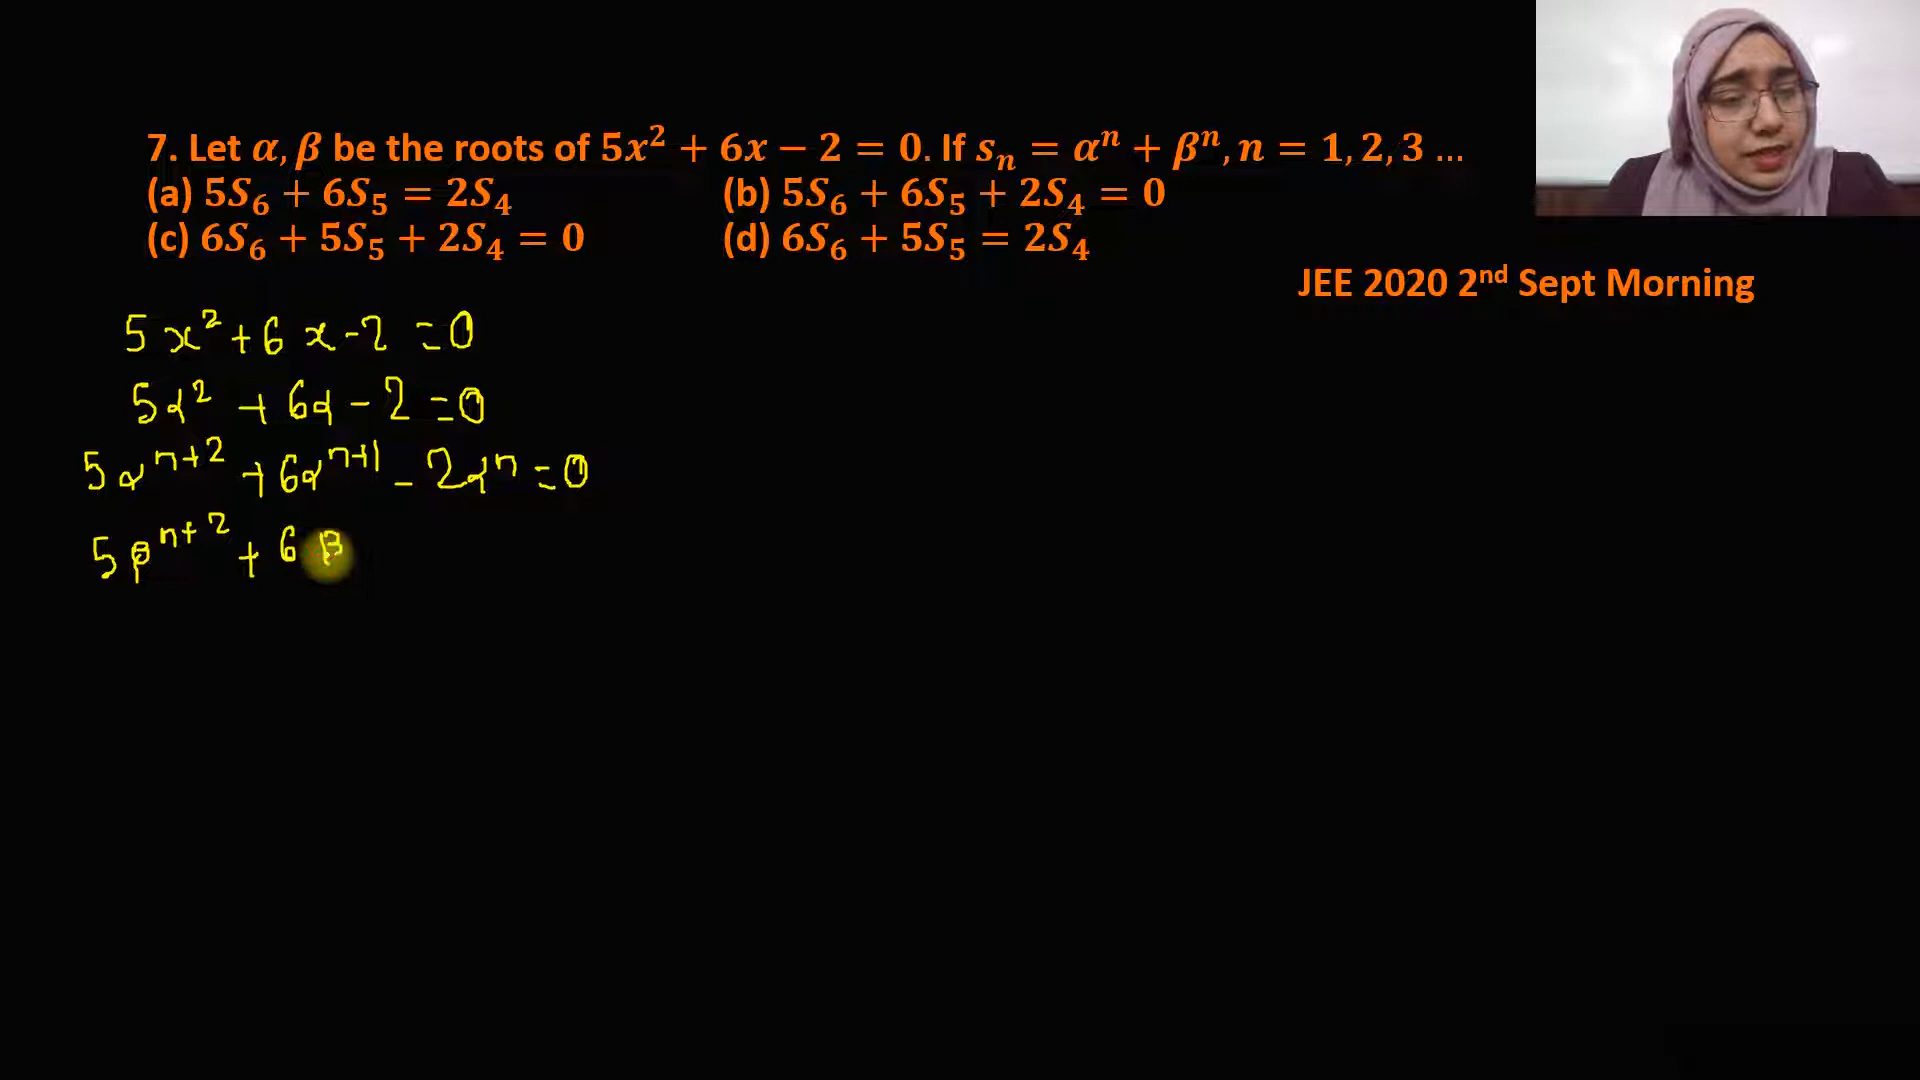 7. Let α, β be the roots of 5x² + 6x − 2 = 0. If sₙ = αⁿ + βⁿ, n = 1, 2, 3 ...
(a) 5S₆ + 6S₅ = 2S₄ (b) 5S₆ + 6S₅ + 2S₄ = 0
(c) 6S₆ + 5S₅ + 2S₄ = 0 (d) 6S₆ + 5S₅ = 2S₄
JEE 2020 2ⁿᵈ Sept Morning
5x² + 6x − 2 = 0
5α² + 6α − 2 = 0
5αⁿ⁺² + 6αⁿ⁺¹ − 2αⁿ = 0
5βⁿ⁺² + 6β